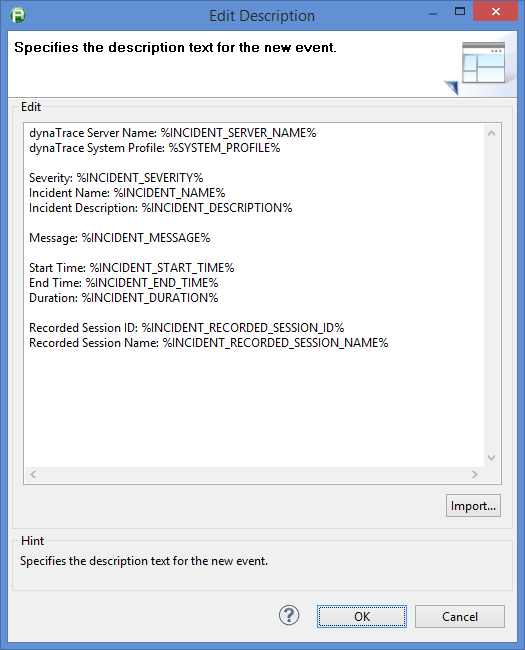 Edit Description
Specifies the description text for the new event.
Edit
dynaTrace Server Name: %INCIDENT_SERVER_NAME%
dynaTrace System Profile: %SYSTEM_PROFILE%
Severity: %INCIDENT_SEVERITY%
Incident Name: %INCIDENT_NAME%
Incident Description: %INCIDENT_DESCRIPTION%
Message: %INCIDENT_MESSAGE%
Start Time: %INCIDENT_START_TIME%
End Time: %INCIDENT_END_TIME%
Duration: %INCIDENT_DURATION%
Recorded Session ID: %INCIDENT_RECORDED_SESSION_ID%
Recorded Session Name: %INCIDENT_RECORDED_SESSION_NAME%
Import...
Hint
Specifies the description text for the new event.
? OK Cancel